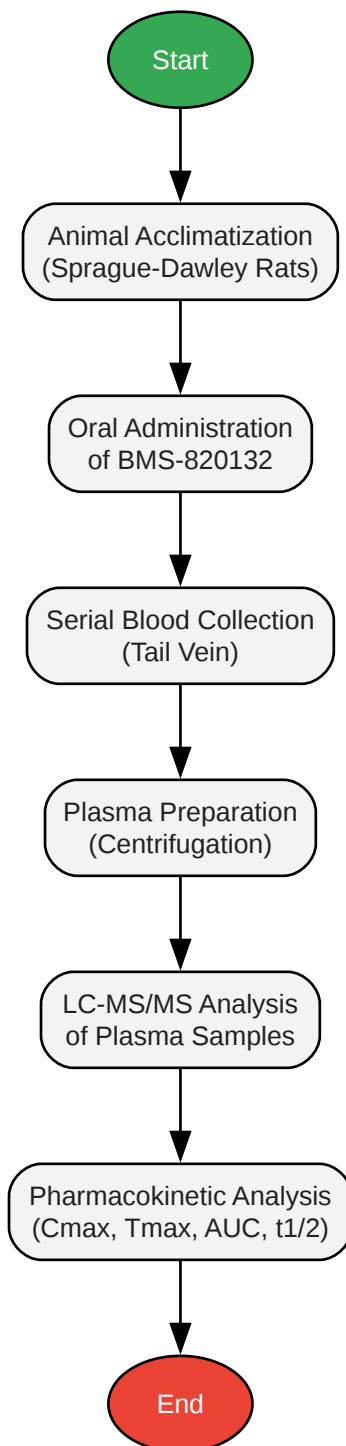 Start
Animal Acclimatization
(Sprague-Dawley Rats)
Oral Administration
of BMS-820132
Serial Blood Collection
(Tail Vein)
Plasma Preparation
(Centrifugation)
LC-MS/MS Analysis
of Plasma Samples
Pharmacokinetic Analysis
(Cmax, Tmax, AUC, t1/2)
End